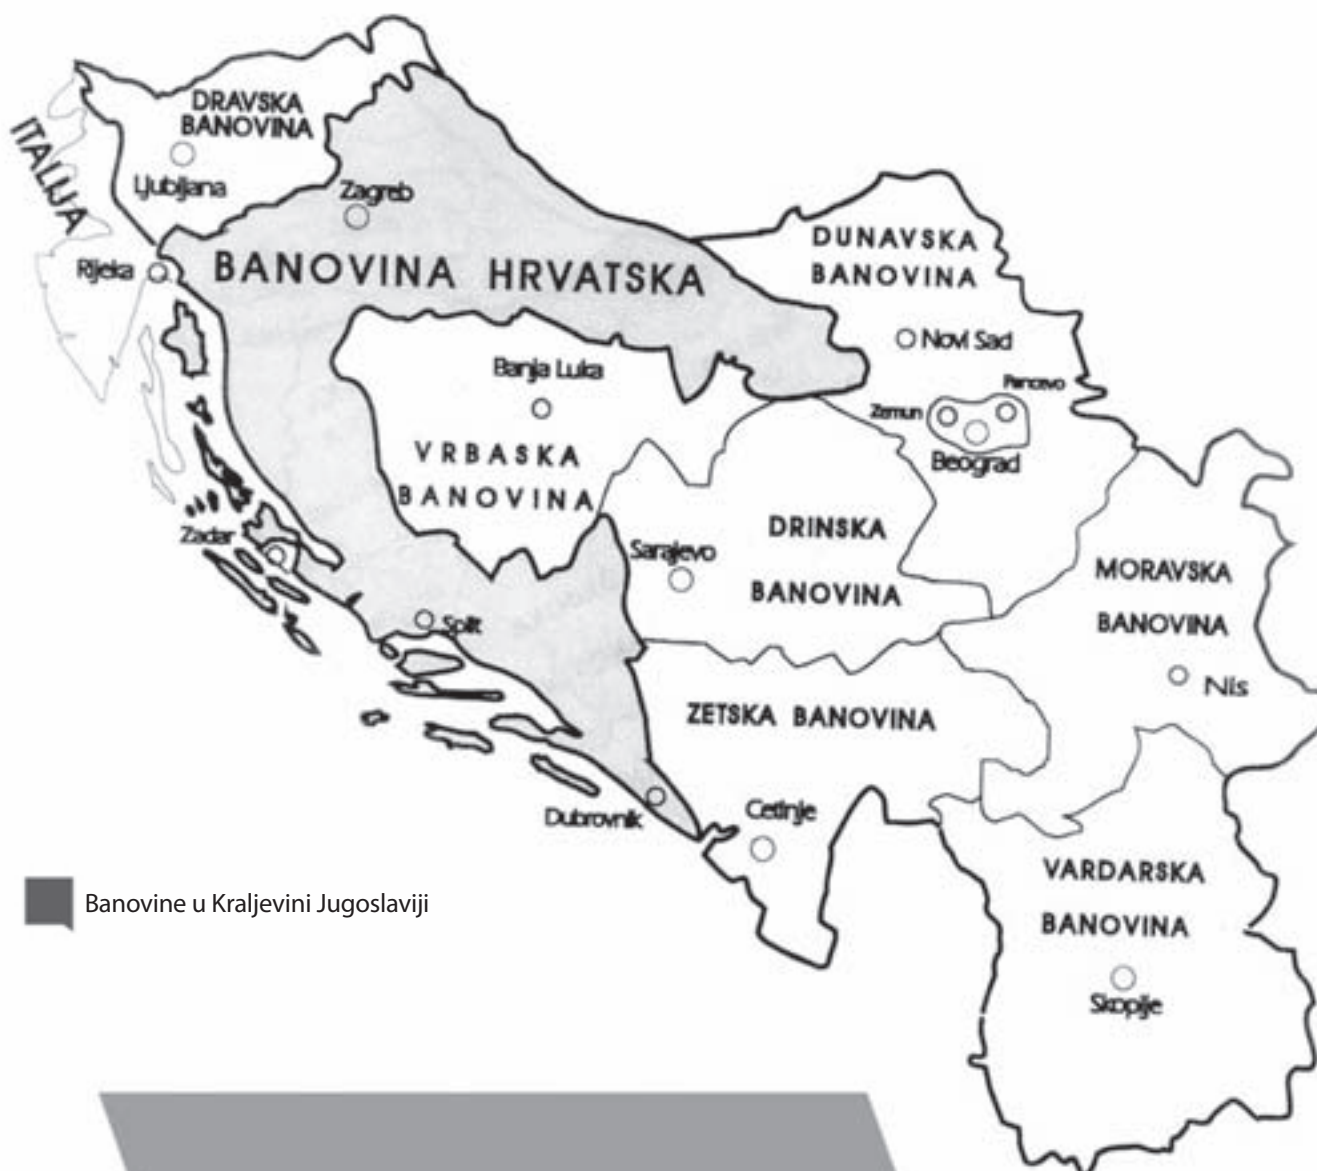 DRAVSKA
BANOVINA
ITALIJA
Ljubljana
Zagreb
Rijeka
BANOVINA HRVATSKA
DUNAVSKA
BANOVINA
Novi Sad
Banja Luka
Pancevo
Zemun
Beograd
VRBASKA
BANOVINA
Zadar
Sarajevo
DRINSKA
BANOVINA
MORAVSKA
BANOVINA
Split
Nis
ZETSKA BANOVINA
Dubrovnik
Cetinje
VARDARSKA
BANOVINA
Skoplje
Banovine u Kraljevini Jugoslaviji